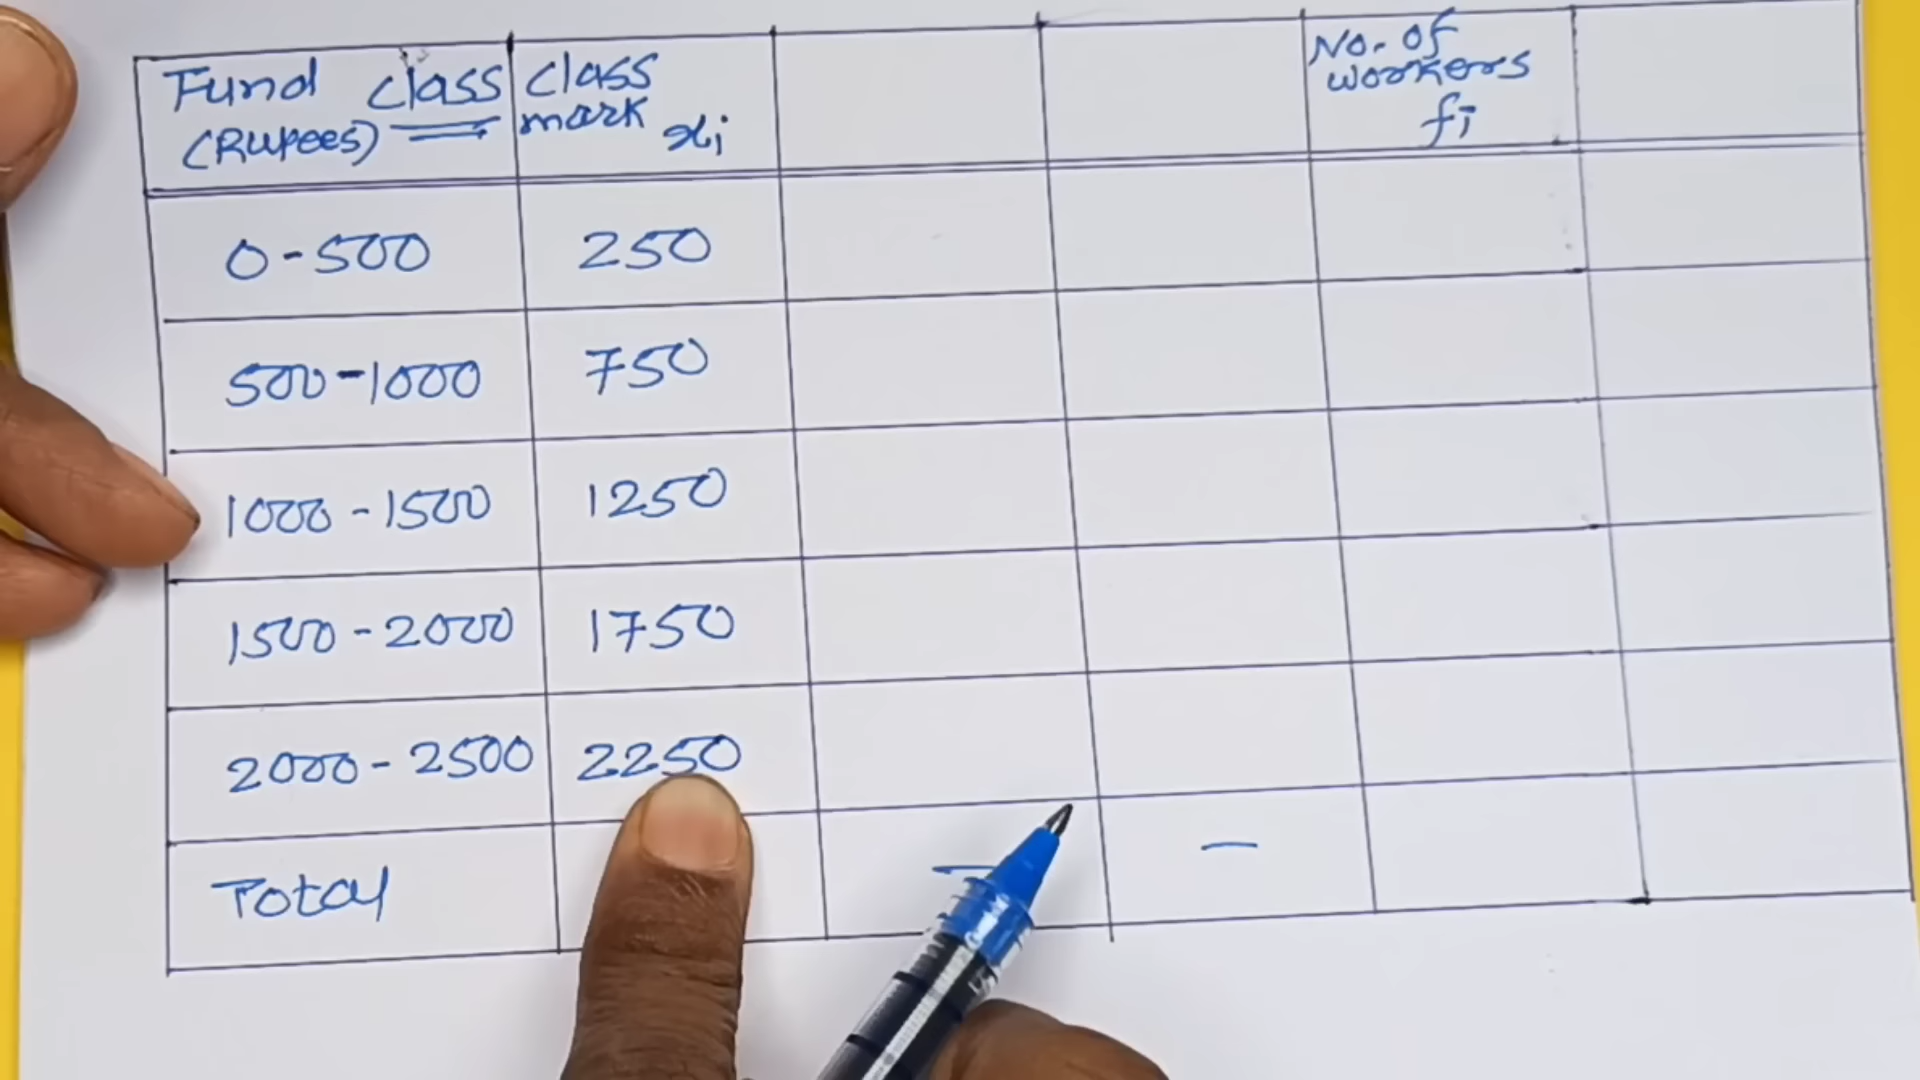 Fund class
(Rupees)
class
mark xi
No. of
workers
fi
0-500 250
500-1000 750
1000-1500 1250
1500-2000 1750
2000-2500 2250
Total — —